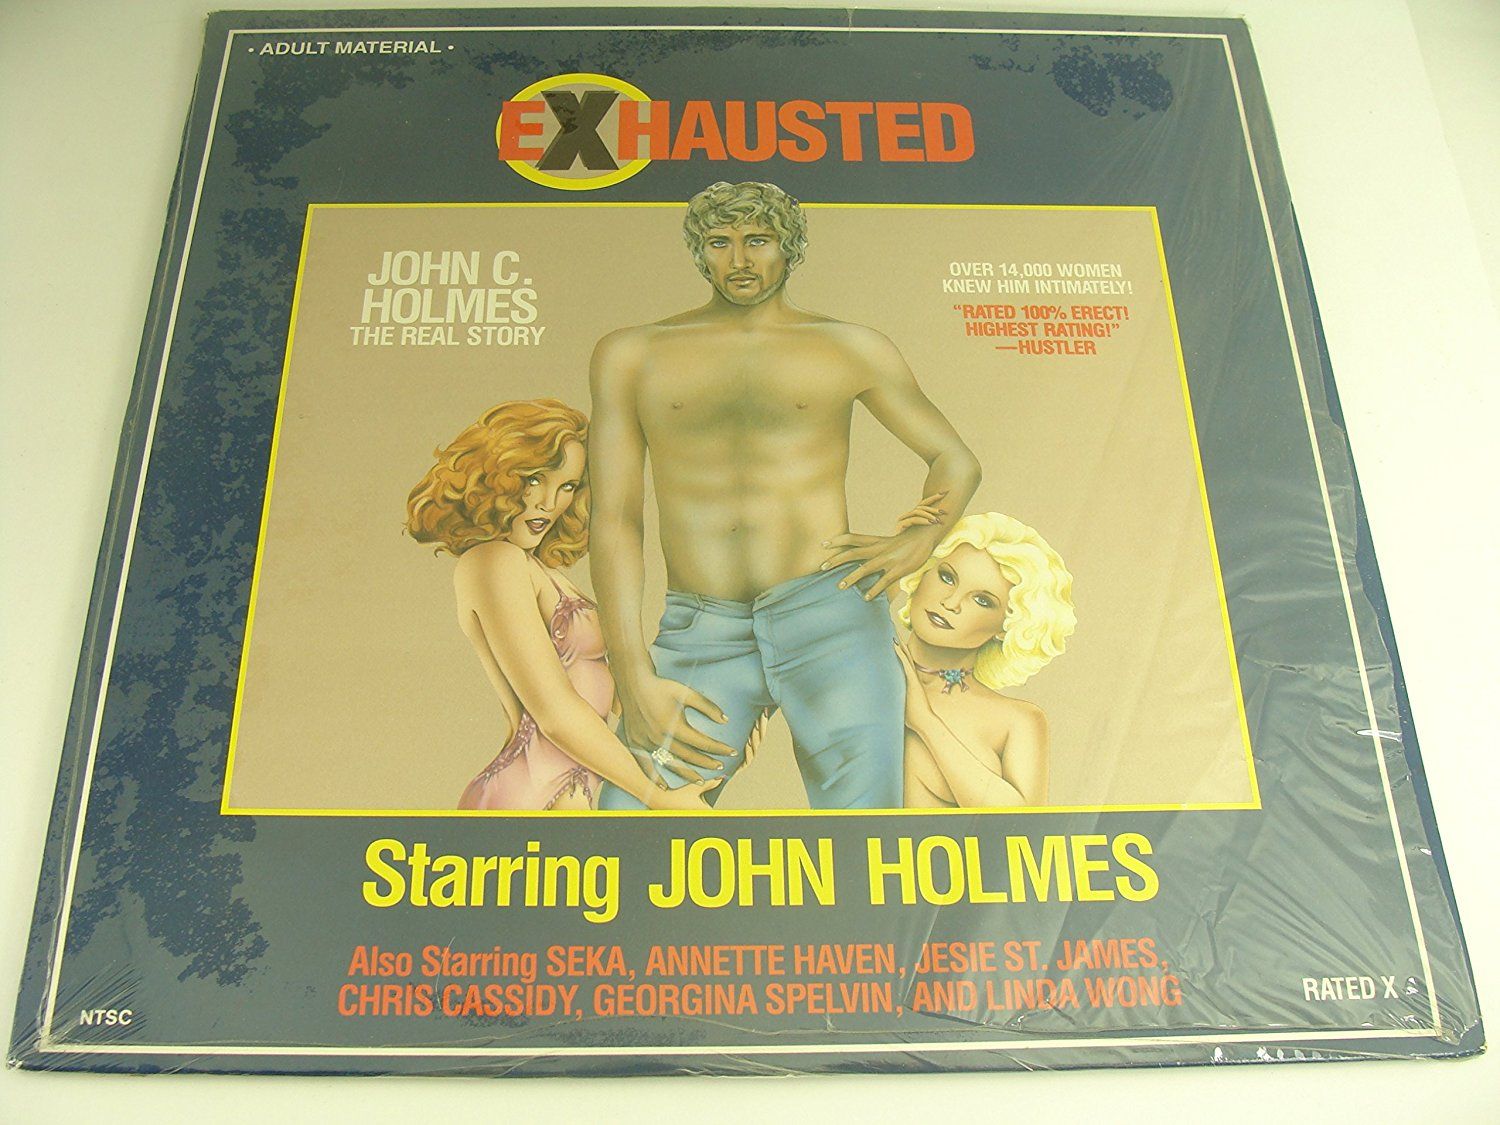 • ADULT MATERIAL •
EXHAUSTED
JOHN C.
HOLMES
THE REAL STORY
OVER 14,000 WOMEN
KNEW HIM INTIMATELY!
“RATED 100% ERECT!
HIGHEST RATING!”
—HUSTLER
Starring JOHN HOLMES
Also Starring SEKA, ANNETTE HAVEN, JESIE ST. JAMES,
CHRIS CASSIDY, GEORGINA SPELVIN, AND LINDA WONG
NTSC
RATED X